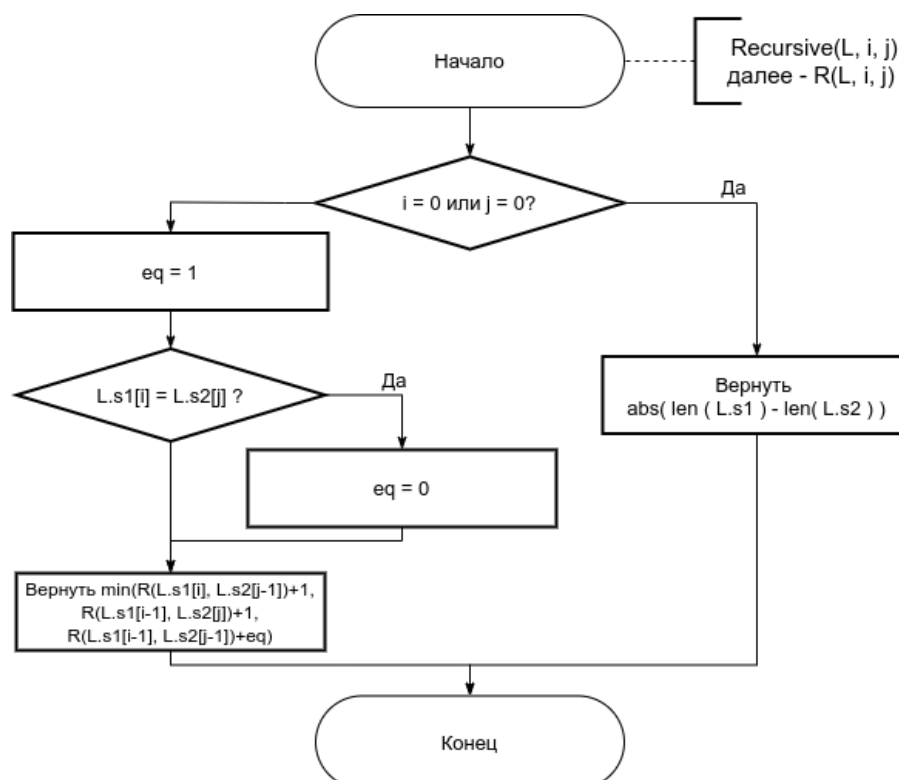 Начало
Recursive(L, i, j)
далее - R(L, i, j)
i = 0 или j = 0?
Да
eq = 1
L.s1[i] = L.s2[j] ?
Да
Вернуть
abs( len ( L.s1 ) - len( L.s2 ) )
eq = 0
Вернуть min(R(L.s1[i], L.s2[j-1])+1,
R(L.s1[i-1], L.s2[j])+1,
R(L.s1[i-1], L.s2[j-1])+eq)
Конец